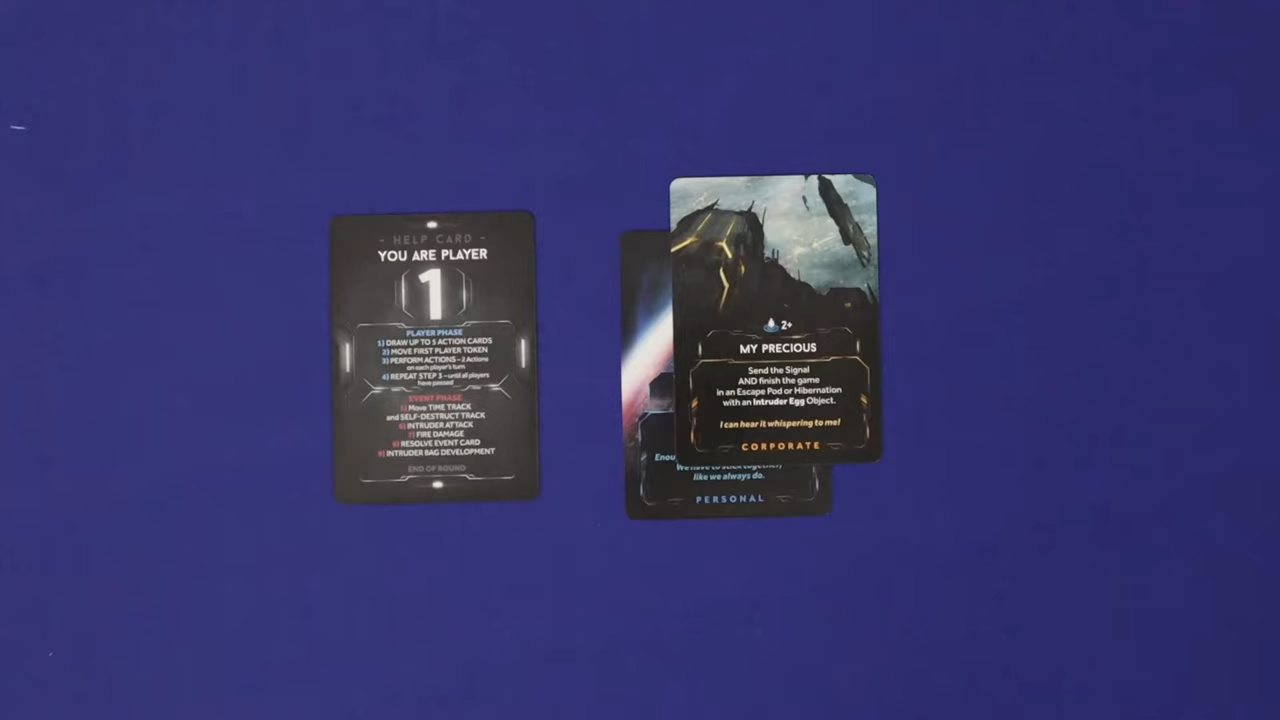 - HELP CARD -
YOU ARE PLAYER
1
PLAYER PHASE
1) DRAW UP TO 5 ACTION CARDS
2) MOVE FIRST PLAYER TOKEN
3) PERFORM ACTIONS – 2 Actions
on each player's turn
4) REPEAT STEP 3 – until all players
have passed
EVENT PHASE
5) Move TIME TRACK
and SELF-DESTRUCT TRACK
6) INTRUDER ATTACK
7) FIRE DAMAGE
8) RESOLVE EVENT CARD
9) INTRUDER BAG DEVELOPMENT
END OF ROUND
2+
MY PRECIOUS
Send the Signal
AND finish the game
in an Escape Pod or Hibernation
with an Intruder Egg Object.
I can hear it whispering to me!
CORPORATE
Enou
We have to stick together,
like we always do.
PERSONAL